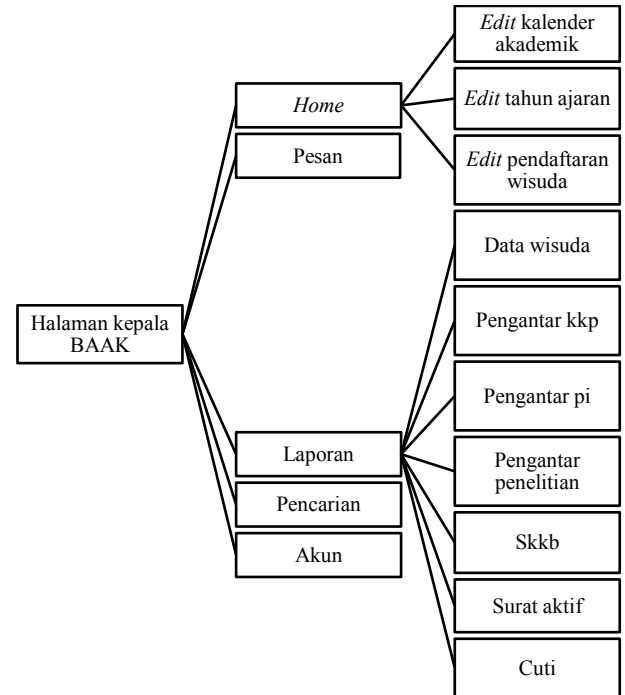 Edit kalender
akademik
Home
Edit tahun ajaran
Pesan
Edit pendaftaran
wisuda
Data wisuda
Halaman kepala
BAAK
Pengantar kkp
Pengantar pi
Laporan
Pengantar
penelitian
Pencarian
Skkb
Akun
Surat aktif
Cuti